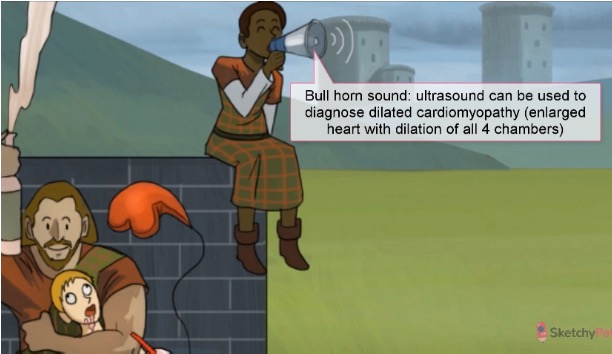 Bull horn sound: ultrasound can be used to
diagnose dilated cardiomyopathy (enlarged
heart with dilation of all 4 chambers)